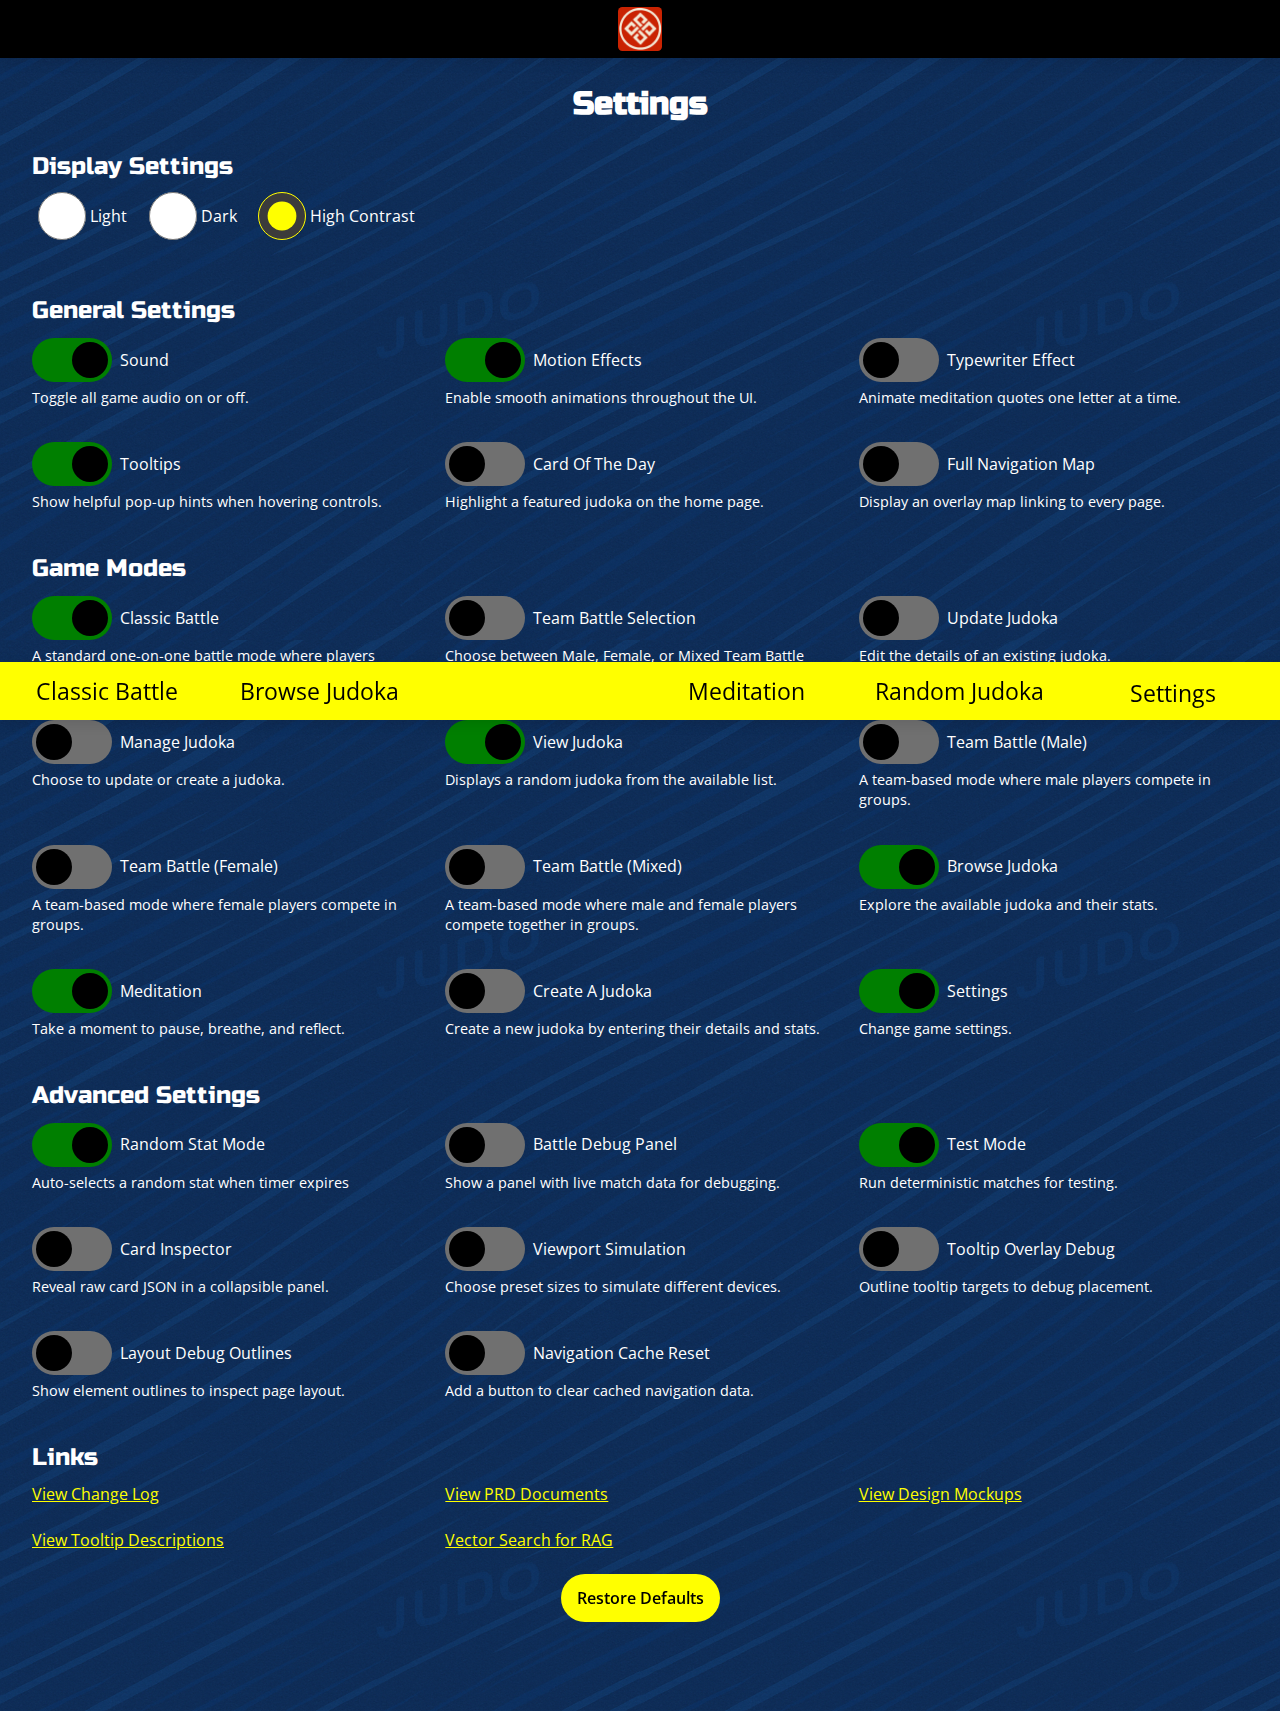 Settings
Display Settings
Light Dark High Contrast
General Settings
Sound Motion Effects Typewriter Effect
Toggle all game audio on or off. Enable smooth animations throughout the UI. Animate meditation quotes one letter at a time.
Tooltips Card Of The Day Full Navigation Map
Show helpful pop-up hints when hovering controls. Highlight a featured judoka on the home page. Display an overlay map linking to every page.
Game Modes
Classic Battle Team Battle Selection Update Judoka
A standard one-on-one battle mode where players Choose between Male, Female, or Mixed Team Battle Edit the details of an existing judoka.
Classic Battle Browse Judoka Meditation Random Judoka Settings
Manage Judoka View Judoka Team Battle (Male)
Choose to update or create a judoka. Displays a random judoka from the available list. A team-based mode where male players compete in
groups.
Team Battle (Female) Team Battle (Mixed) Browse Judoka
A team-based mode where female players compete in A team-based mode where male and female players Explore the available judoka and their stats.
groups. compete together in groups.
Meditation Create A Judoka Settings
Take a moment to pause, breathe, and reflect. Create a new judoka by entering their details and stats. Change game settings.
Advanced Settings
Random Stat Mode Battle Debug Panel Test Mode
Auto-selects a random stat when timer expires Show a panel with live match data for debugging. Run deterministic matches for testing.
Card Inspector Viewport Simulation Tooltip Overlay Debug
Reveal raw card JSON in a collapsible panel. Choose preset sizes to simulate different devices. Outline tooltip targets to debug placement.
Layout Debug Outlines Navigation Cache Reset
Show element outlines to inspect page layout. Add a button to clear cached navigation data.
Links
View Change Log View PRD Documents View Design Mockups
View Tooltip Descriptions Vector Search for RAG
Restore Defaults
JUDO JUDO
JUDO JUDO
JUDO JUDO